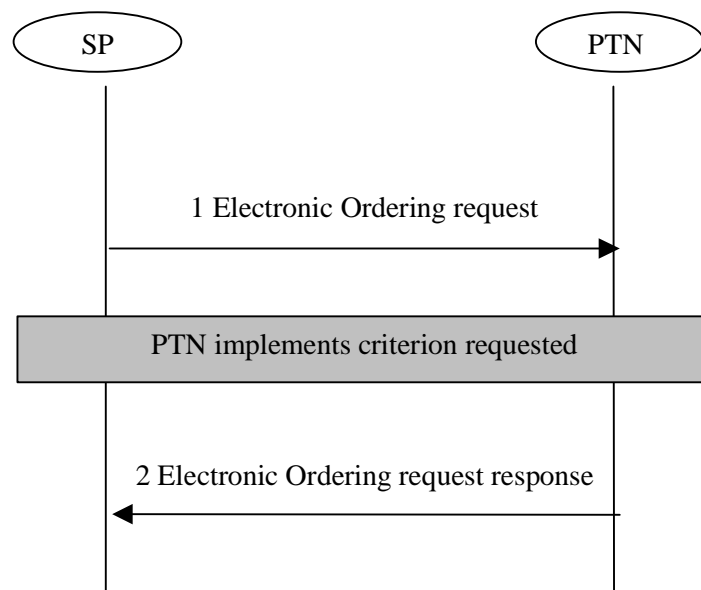 SP
PTN
1 Electronic Ordering request
PTN implements criterion requested
2 Electronic Ordering request response